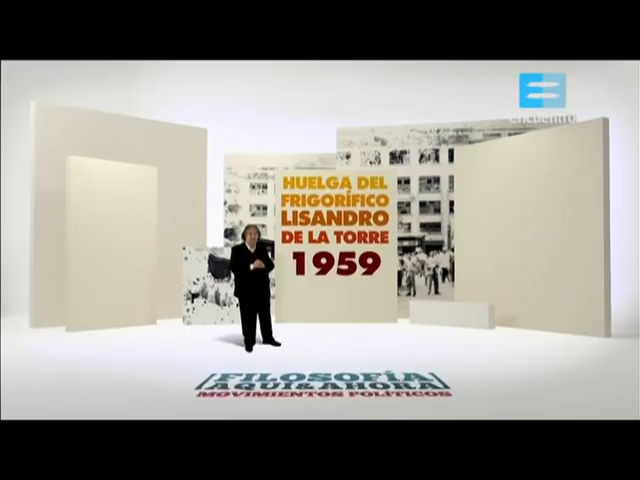 encuentro
HUELGA DEL
FRIGORÍFICO
LISANDRO
DE LA TORRE
1959
[FILOSOFÍA
AQUÍ&AHORA]
MOVIMIENTOS POLÍTICOS